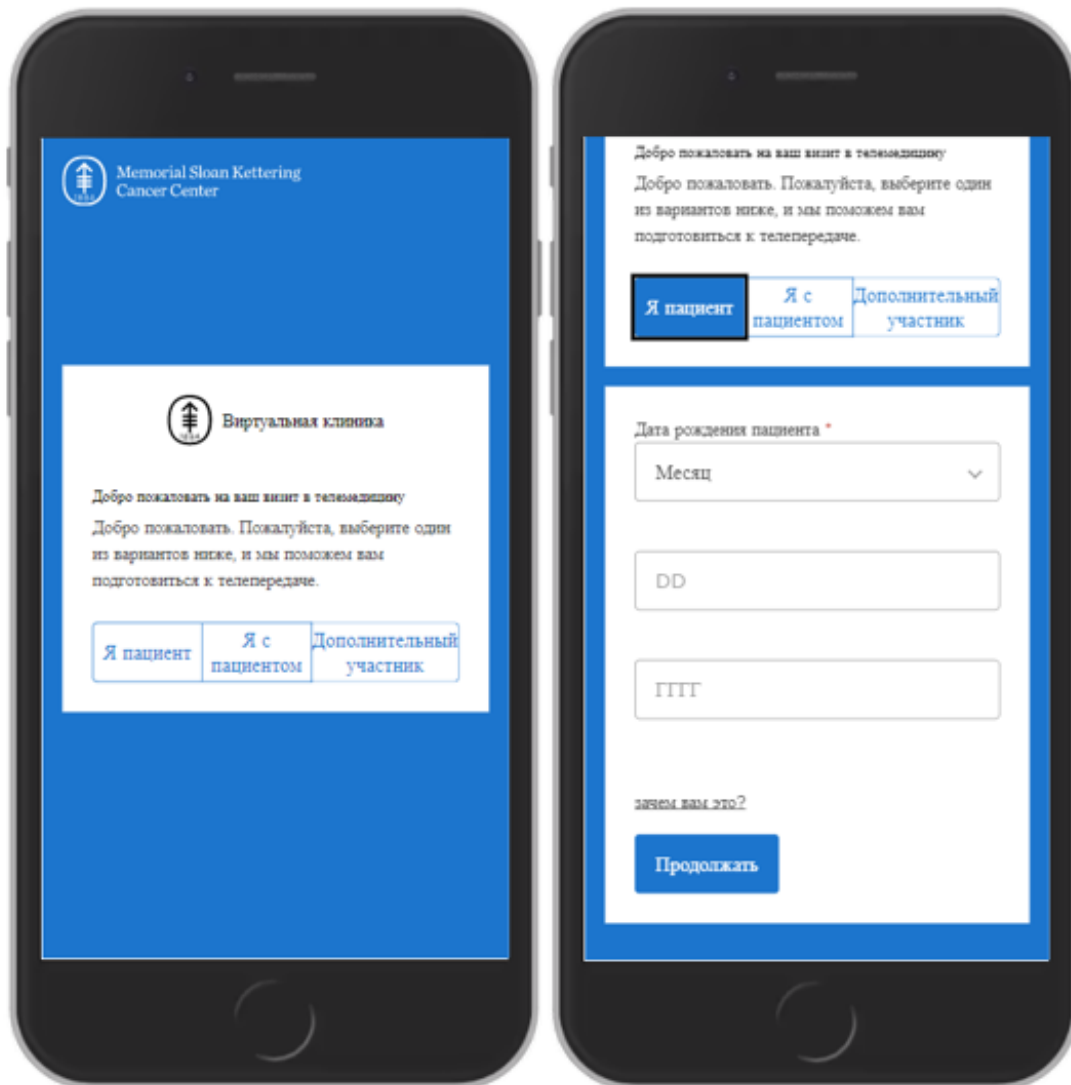 Memorial Sloan Kettering
Cancer Center
1884
Виртуальная клиника
Добро пожаловать на ваш визит в телемедицину
Добро пожаловать. Пожалуйста, выберите один
из вариантов ниже, и мы поможем вам
подготовиться к телепередаче.
Я пациент
Я с
пациентом
Дополнительный
участник
Добро пожаловать на ваш визит в телемедицину
Добро пожаловать. Пожалуйста, выберите один
из вариантов ниже, и мы поможем вам
подготовиться к телепередаче.
Я пациент
Я с
пациентом
Дополнительный
участник
Дата рождения пациента *
Месяц
DD
ГГГГ
зачем вам это?
Продолжать